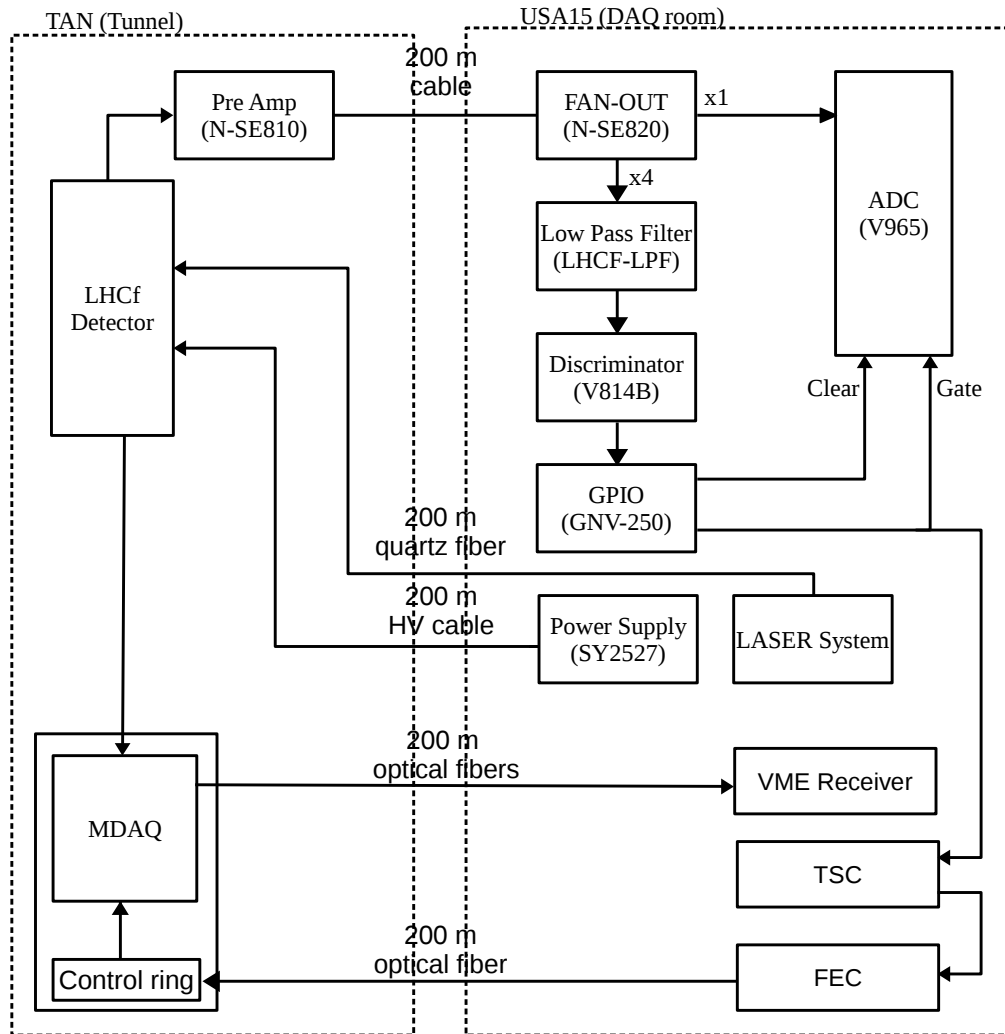 TAN (Tunnel)
USA15 (DAQ room)
200 m
cable
Pre Amp
(N-SE810)
FAN-OUT
(N-SE820)
x1
x4
ADC
(V965)
Low Pass Filter
(LHCF-LPF)
LHCf
Detector
Discriminator
(V814B)
Clear
Gate
GPIO
(GNV-250)
200 m
quartz fiber
200 m
HV cable
Power Supply
(SY2527)
LASER System
200 m
optical fibers
VME Receiver
MDAQ
TSC
200 m
optical fiber
Control ring
FEC